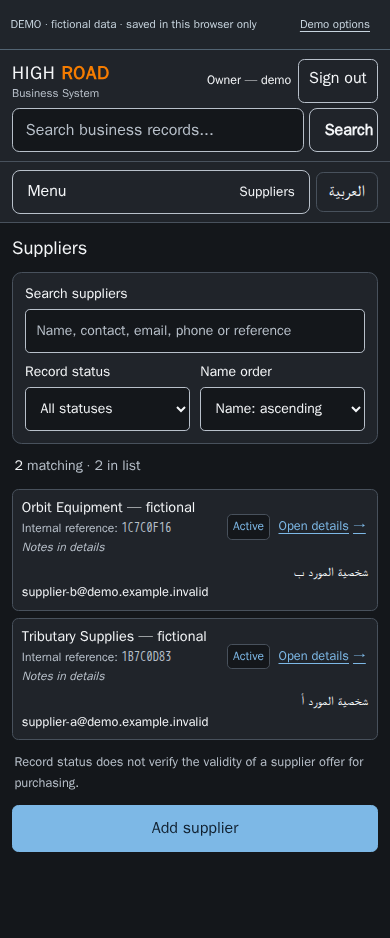 DEMO · fictional data · saved in this browser only
Demo options
HIGH ROAD
Business System
Owner — demo
Sign out
Search business records...
Search
Menu
Suppliers
العربية
Suppliers
Search suppliers
Name, contact, email, phone or reference
Record status
Name order
All statuses
Name: ascending
2 matching · 2 in list
Orbit Equipment — fictional
Internal reference: 1C7C0F16
Notes in details
Active
Open details →
شخصية المورد ب
supplier-b@demo.example.invalid
Tributary Supplies — fictional
Internal reference: 1B7C0D83
Notes in details
Active
Open details →
شخصية المورد أ
supplier-a@demo.example.invalid
Record status does not verify the validity of a supplier offer for
purchasing.
Add supplier